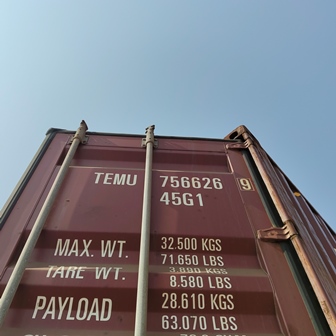 TEMU 756626 9
45G1
MAX. WT. 32.500 KGS
71.650 LBS
TARE WT. 3.890 KGS
8.580 LBS
PAYLOAD 28.610 KGS
63.070 LBS